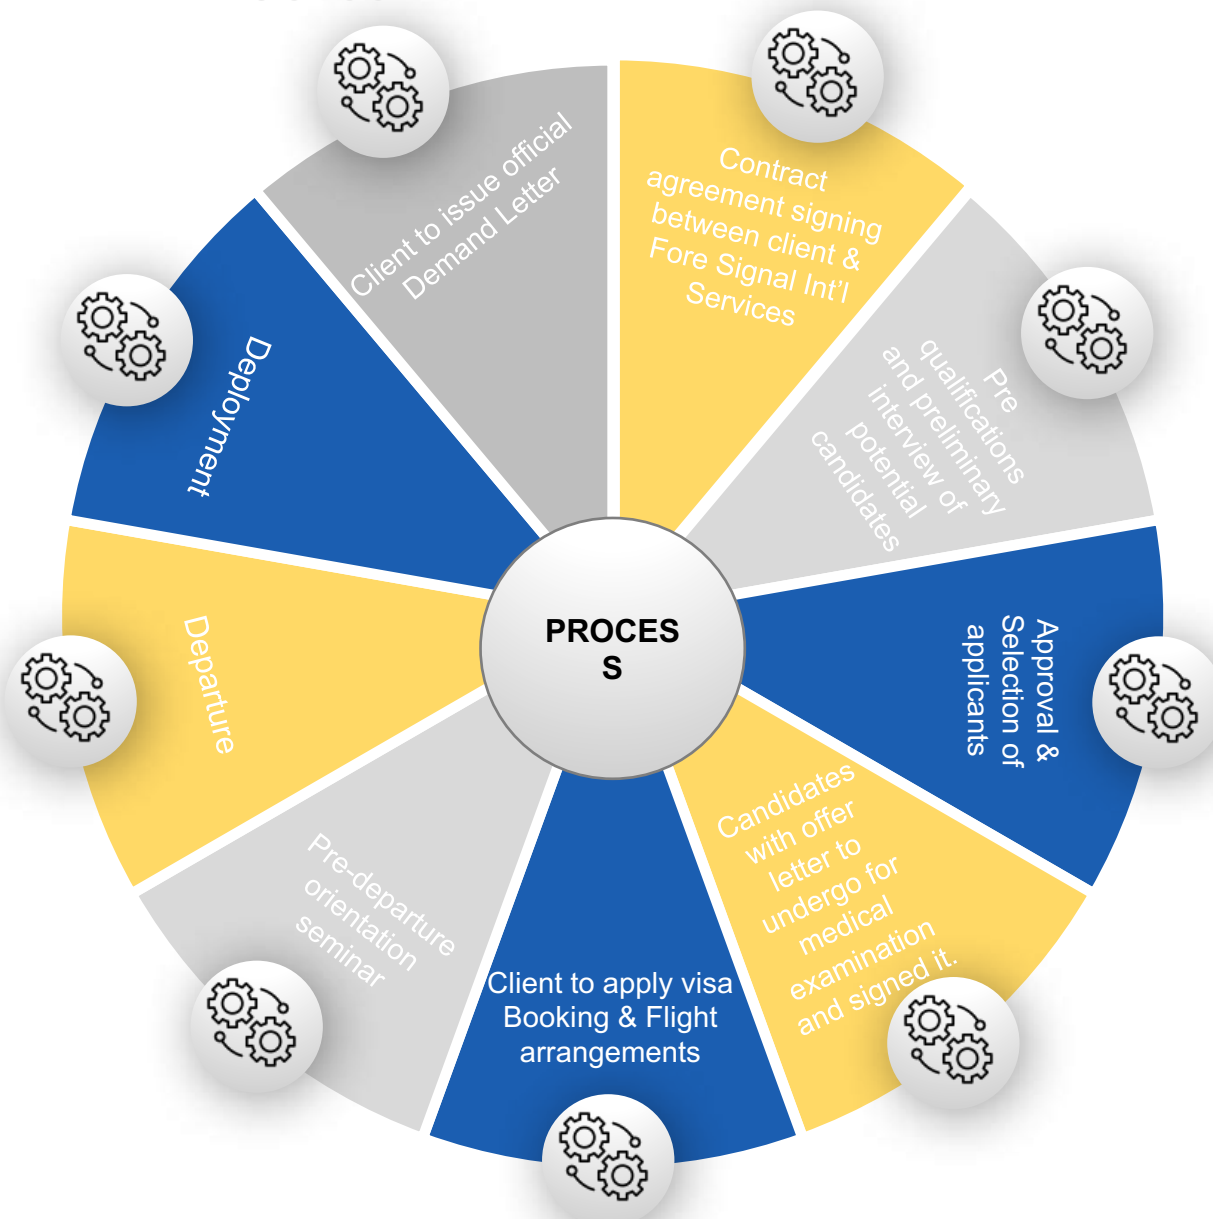 Client to issue official
Demand Letter
Contract
agreement signing
between client &
Fore Signal Int'l
Services
Pre
qualifications
and preliminary
interview of
potential
candidates
Approval &
Selection of
applicants
Candidates
with offer
letter to
undergo for
medical
examination
and signed it.
Client to apply visa
Booking & Flight
arrangements
Pre-departure
orientation
seminar
Departure
Deployment
PROCES
S